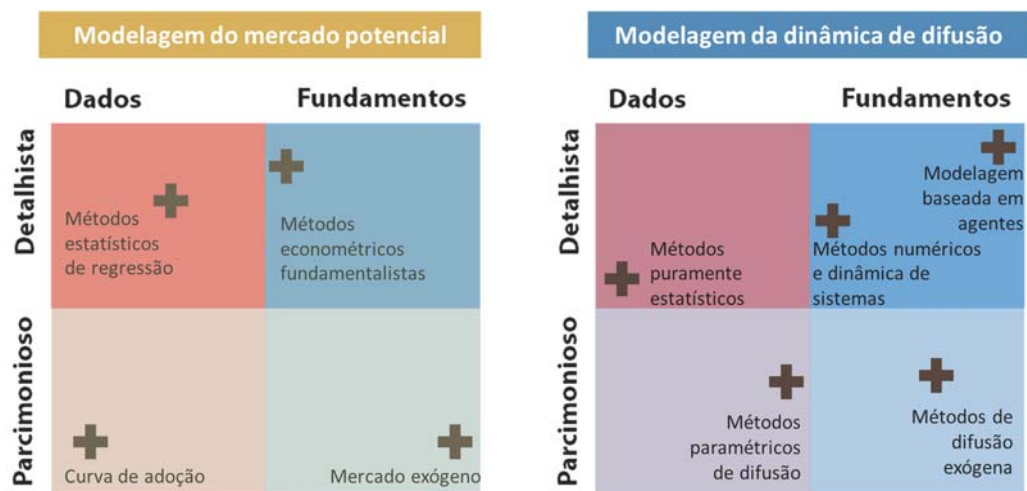 Modelagem do mercado potencial
Dados
Fundamentos
Detalhista
Parcimonioso
Métodos
estatísticos
de regressão
Métodos
econométricos
fundamentalistas
Curva de adoção
Mercado exógeno
Modelagem da dinâmica de difusão
Dados
Fundamentos
Detalhista
Parcimonioso
Métodos
puramente
estatísticos
Modelagem
baseada em
agentes
Métodos numéricos
e dinâmica de
sistemas
Métodos
paramétricos
de difusão
Métodos de
difusão
exógena